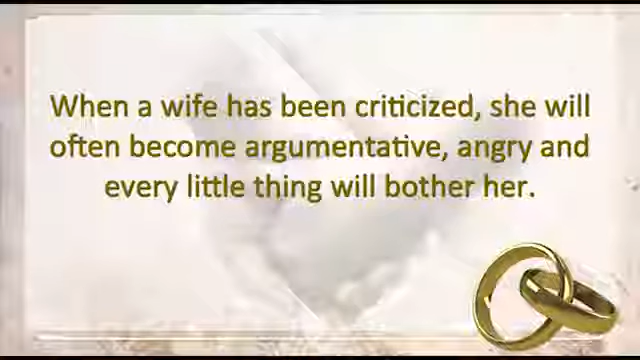 When a wife has been criticized, she will
often become argumentative, angry and
every little thing will bother her.